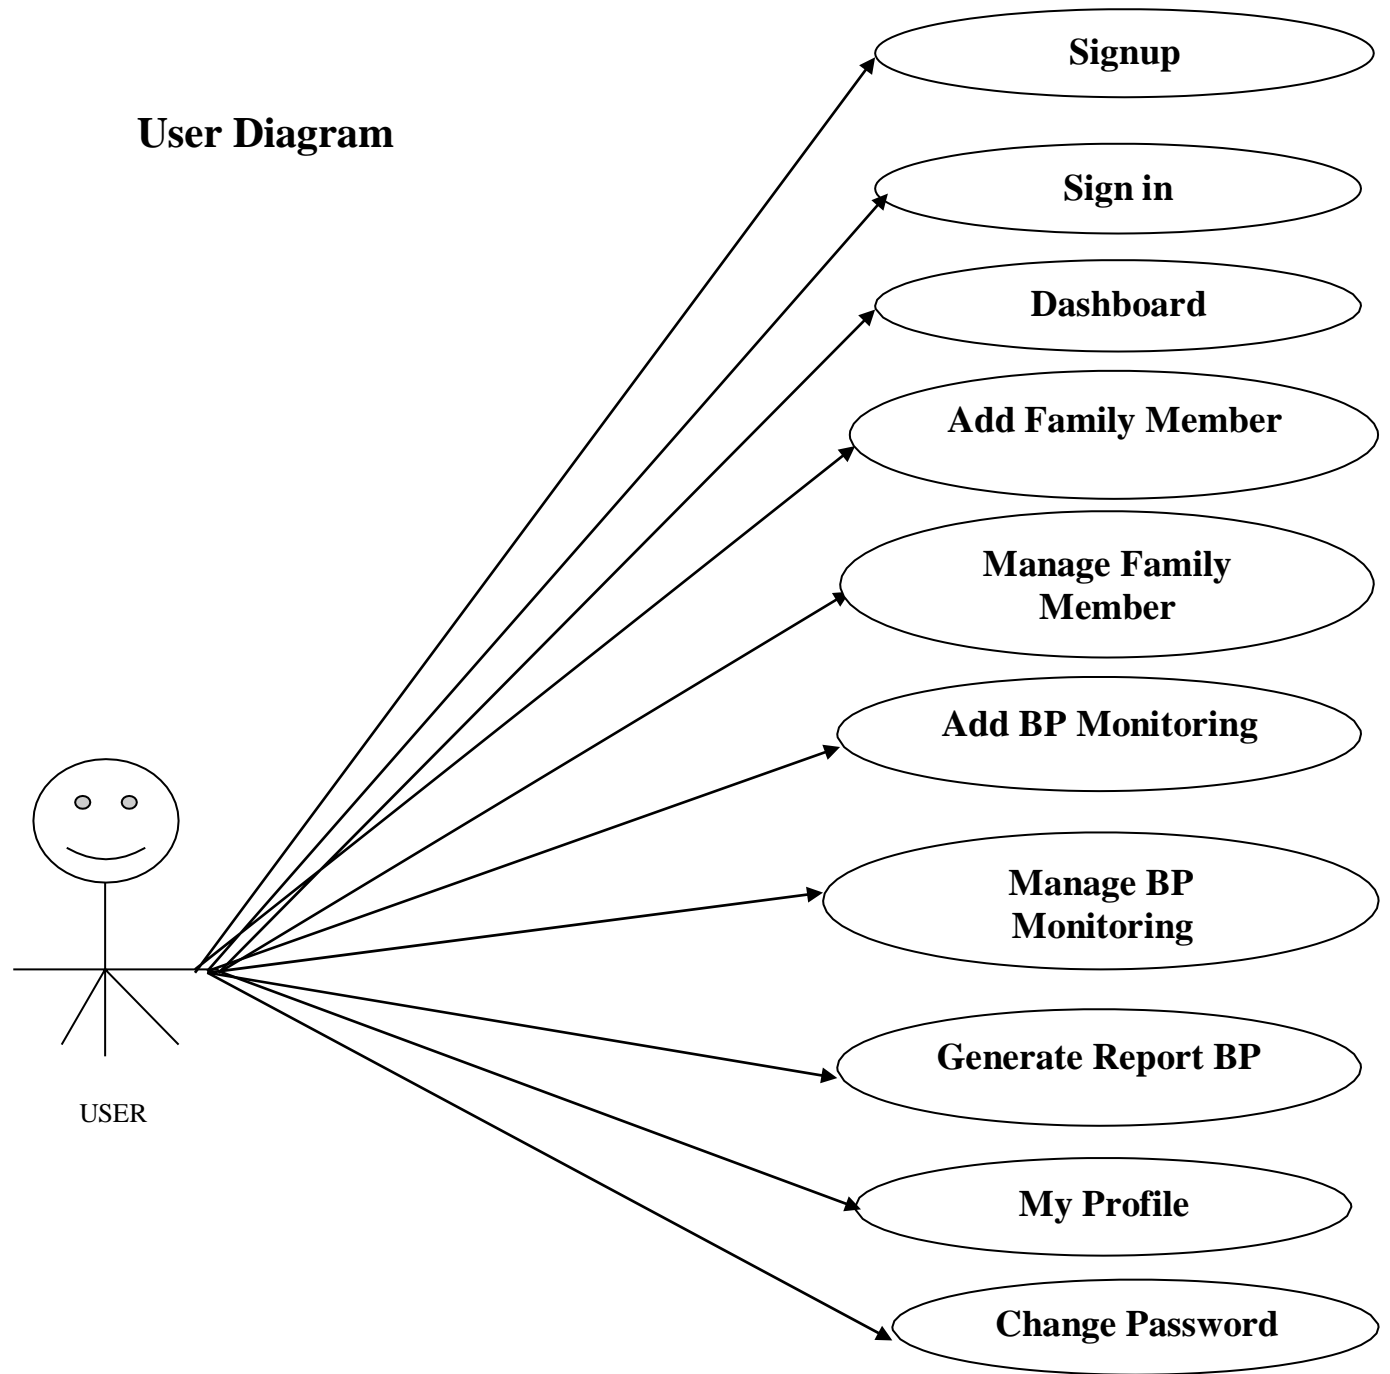 Signup
User Diagram
Sign in
Dashboard
Add Family Member
Manage Family
Member
Add BP Monitoring
Manage BP
Monitoring
Generate Report BP
USER
My Profile
Change Password